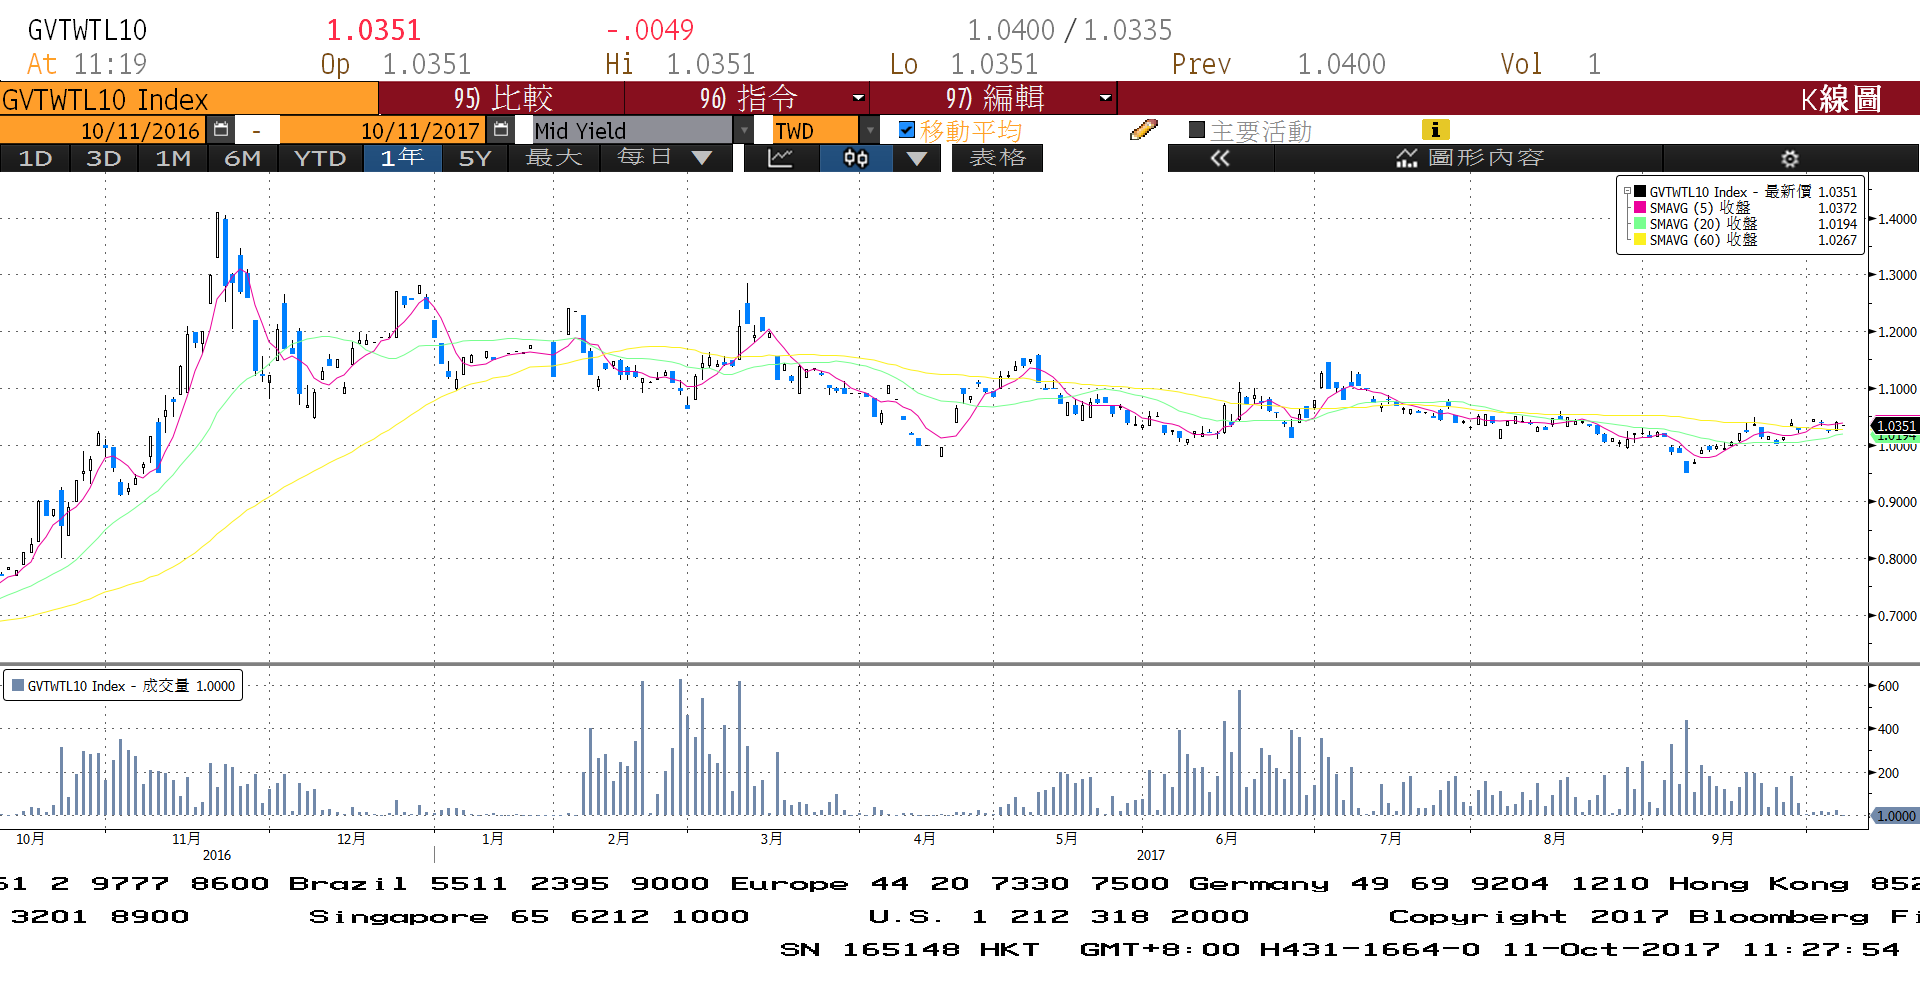 GVTWTL10 1.0351 -.0049 1.0400 / 1.0335
At 11:19 Op 1.0351 Hi 1.0351 Lo 1.0351 Prev 1.0400 Vol 1
GVTWTL10 Index 95) 比較 96) 指令 97) 編輯 K線圖
10/11/2016 - 10/11/2017 Mid Yield TWD 移動平均 主要活動
1D 3D 1M 6M YTD 1年 5Y 最大 每日 表格 圖形內容
GVTWTL10 Index - 最新價 1.0351
SMAVG (5) 收盤 1.0372
SMAVG (20) 收盤 1.0194
SMAVG (60) 收盤 1.0267
1.4000
1.3000
1.2000
1.1000
1.0351
1.0194
1.0000
0.9000
0.8000
0.7000
GVTWTL10 Index - 成交量 1.0000
600
400
200
1.0000
10月 11月 12月 1月 2月 3月 4月 5月 6月 7月 8月 9月
2016 2017
61 2 9777 8600 Brazil 5511 2395 9000 Europe 44 20 7330 7500 Germany 49 69 9204 1210 Hong Kong 852
3201 8900 Singapore 65 6212 1000 U.S. 1 212 318 2000 Copyright 2017 Bloomberg Fi
SN 165148 HKT GMT+8:00 H431-1664-0 11-Oct-2017 11:27:54